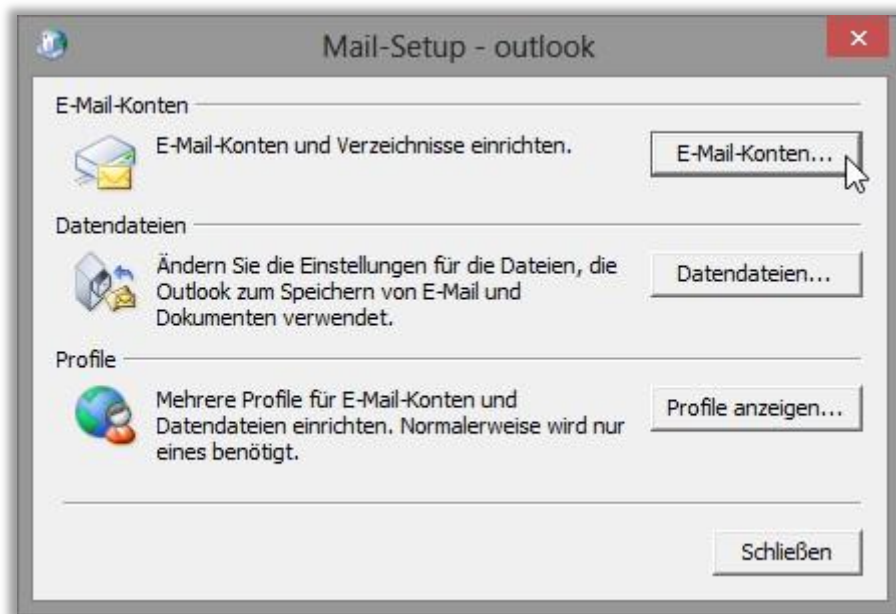 Mail-Setup - outlook
E-Mail-Konten
E-Mail-Konten und Verzeichnisse einrichten.
E-Mail-Konten...
Datendateien
Ändern Sie die Einstellungen für die Dateien, die
Outlook zum Speichern von E-Mail und
Dokumenten verwendet.
Datendateien...
Profile
Mehrere Profile für E-Mail-Konten und
Datendateien einrichten. Normalerweise wird nur
eines benötigt.
Profile anzeigen...
Schließen